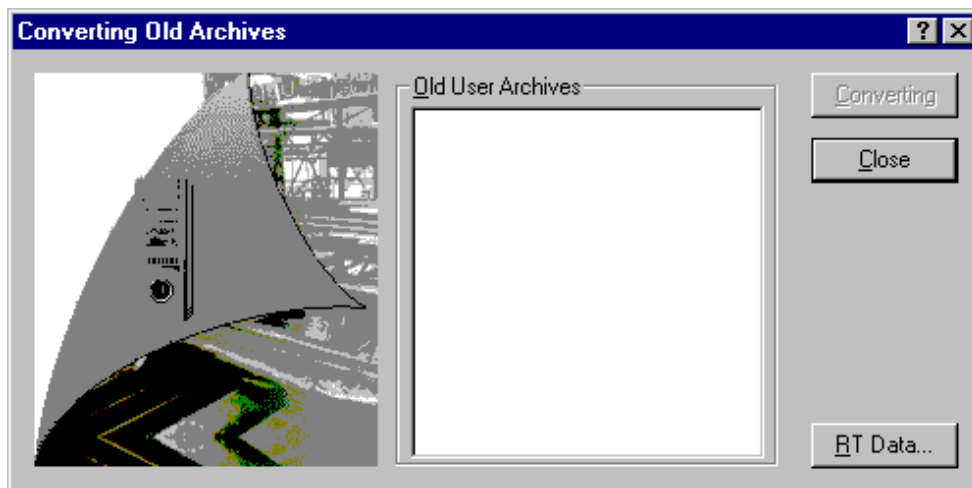 Converting Old Archives
Old User Archives
Converting
Close
RT Data...